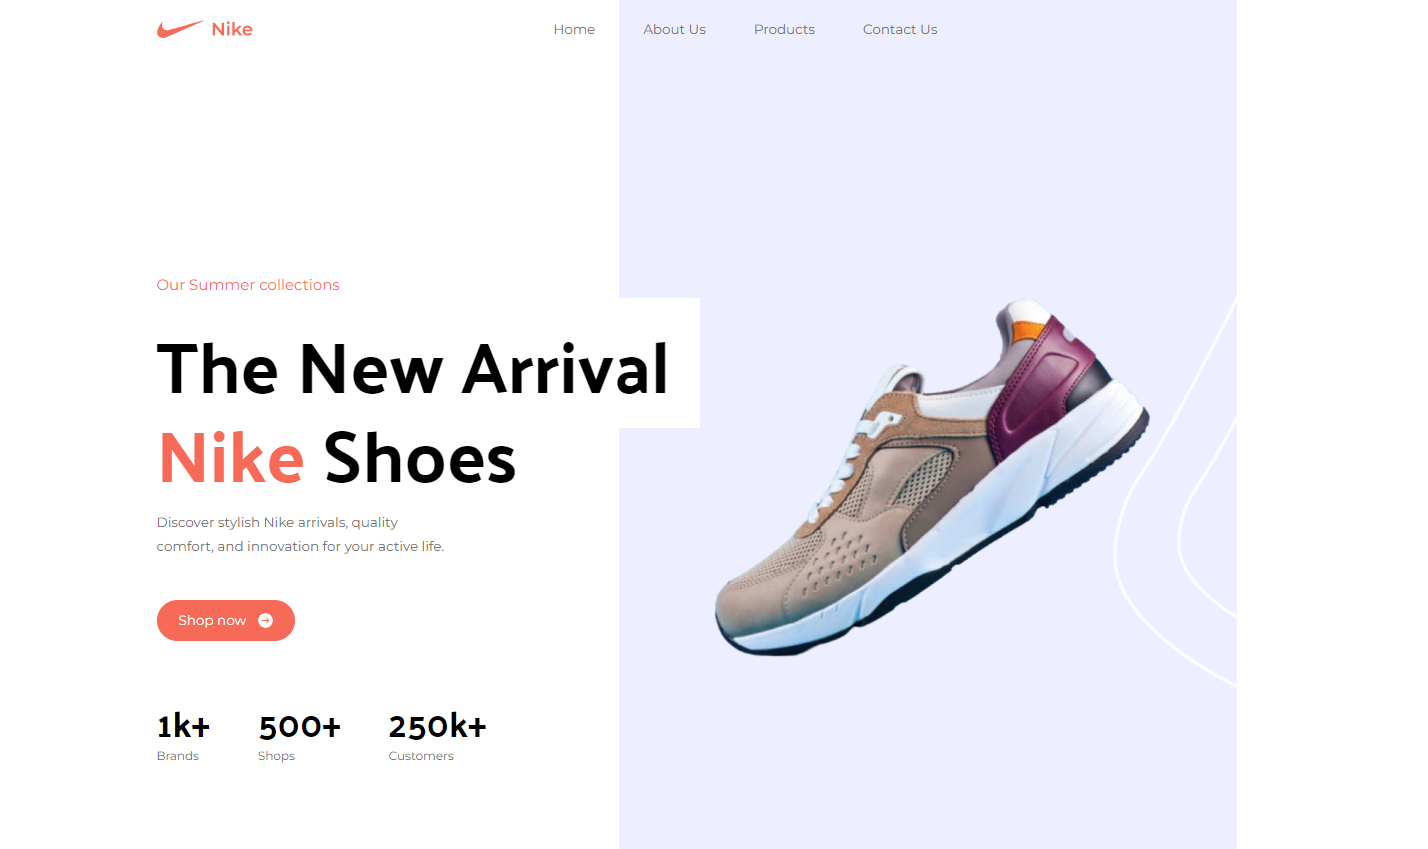 Nike
Home
About Us
Products
Contact Us
Our Summer collections
The New Arrival
Nike Shoes
Discover stylish Nike arrivals, quality
comfort, and innovation for your active life.
Shop now
1k+
Brands
500+
Shops
250k+
Customers